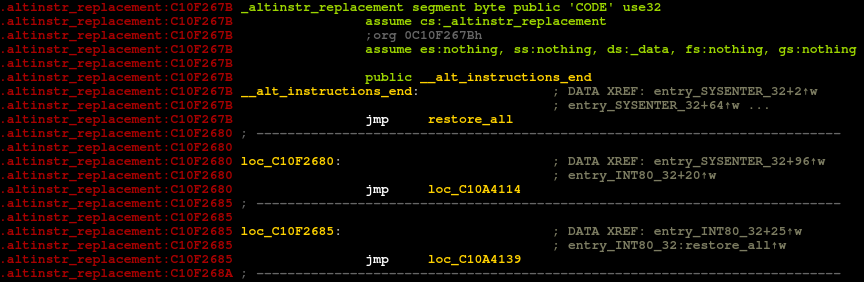 .altinstr_replacement:C10F267B _altinstr_replacement segment byte public 'CODE' use32
.altinstr_replacement:C10F267B                 assume cs:_altinstr_replacement
.altinstr_replacement:C10F267B                 ;org 0C10F267Bh
.altinstr_replacement:C10F267B                 assume es:nothing, ss:nothing, ds:_data, fs:nothing, gs:nothing
.altinstr_replacement:C10F267B
.altinstr_replacement:C10F267B                 public __alt_instructions_end
.altinstr_replacement:C10F267B __alt_instructions_end:                 ; DATA XREF: entry_SYSENTER_32+2↑w
.altinstr_replacement:C10F267B                                         ; entry_SYSENTER_32+64↑w ...
.altinstr_replacement:C10F267B                 jmp     restore_all
.altinstr_replacement:C10F2680 ; ---------------------------------------------------------------------------
.altinstr_replacement:C10F2680
.altinstr_replacement:C10F2680 loc_C10F2680:                           ; DATA XREF: entry_SYSENTER_32+96↑w
.altinstr_replacement:C10F2680                                         ; entry_INT80_32+20↑w
.altinstr_replacement:C10F2680                 jmp     loc_C10A4114
.altinstr_replacement:C10F2685 ; ---------------------------------------------------------------------------
.altinstr_replacement:C10F2685
.altinstr_replacement:C10F2685 loc_C10F2685:                           ; DATA XREF: entry_INT80_32+25↑w
.altinstr_replacement:C10F2685                                         ; entry_INT80_32:restore_all↑w
.altinstr_replacement:C10F2685                 jmp     loc_C10A4139
.altinstr_replacement:C10F268A ; ---------------------------------------------------------------------------